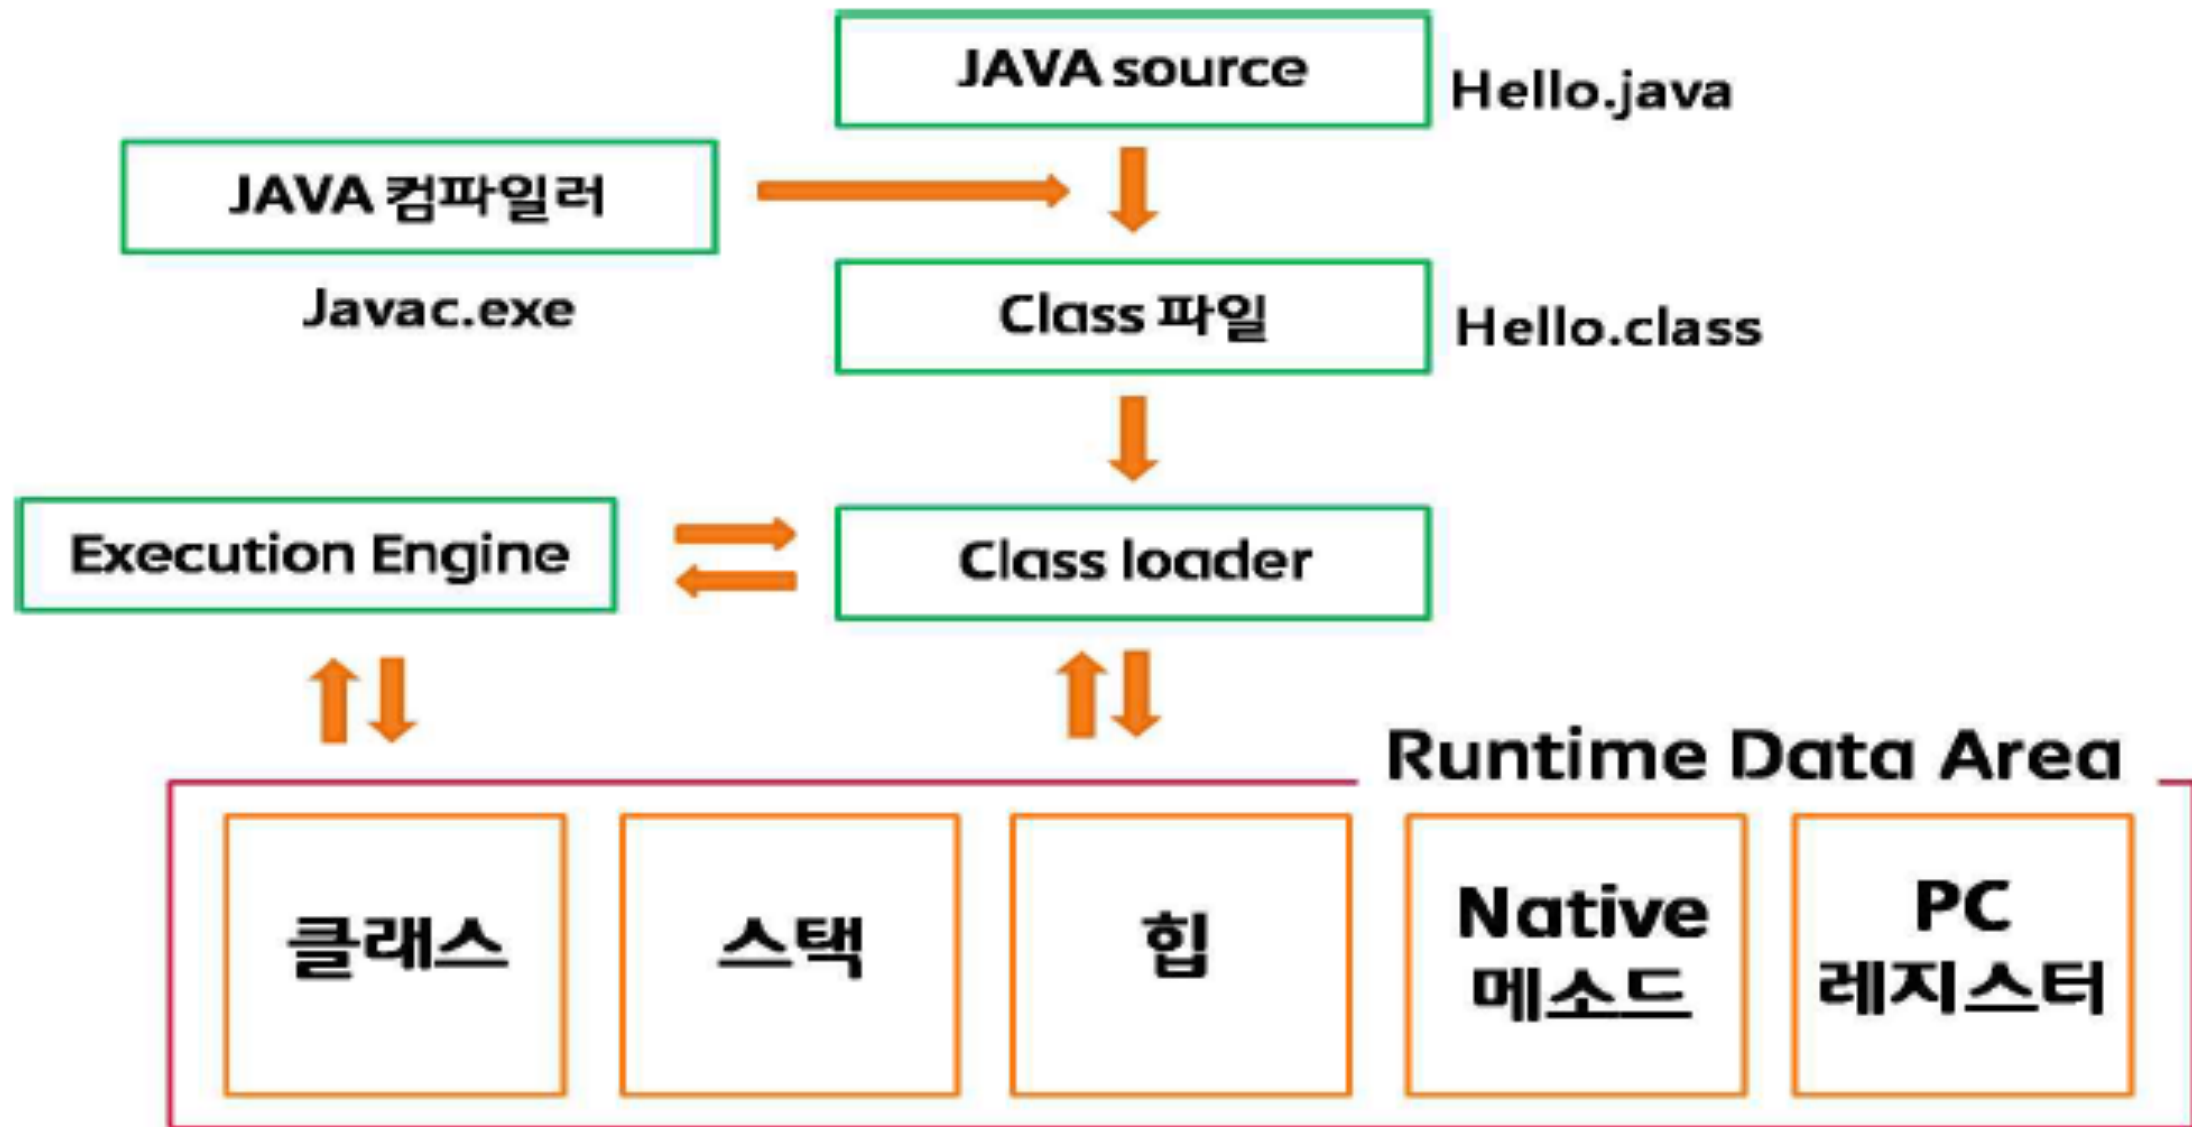 JAVA source
Hello.java
JAVA 컴파일러
Javac.exe
Class 파일
Hello.class
Execution Engine
Class loader
Runtime Data Area
클래스
스택
힙
Native
메소드
PC
레지스터